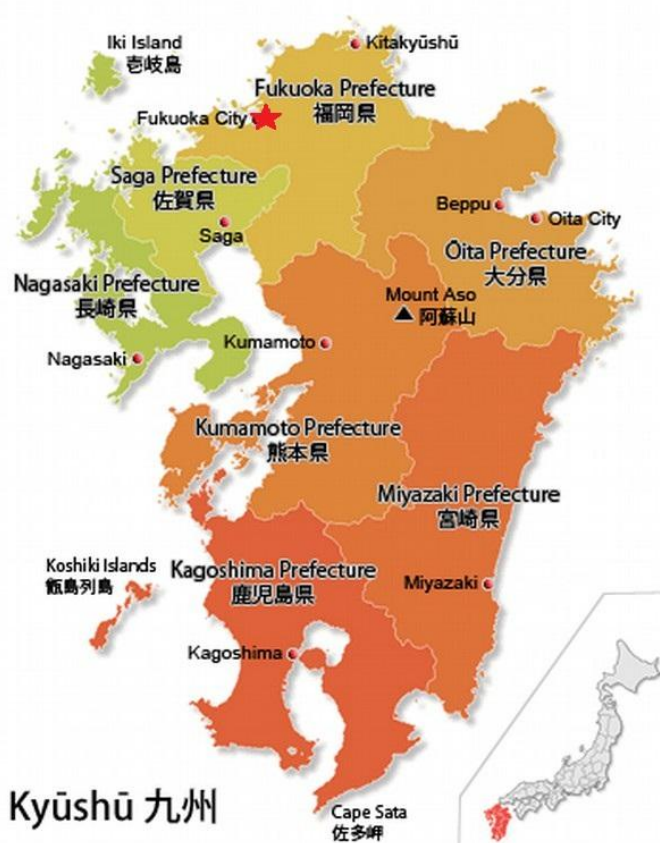 Iki Island
壱岐島
Kitakyūshū
Fukuoka Prefecture
福岡県
Fukuoka City
Saga Prefecture
佐賀県
Saga
Beppu
Oita City
Ōita Prefecture
大分県
Nagasaki Prefecture
長崎県
Mount Aso
阿蘇山
Kumamoto
Nagasaki
Kumamoto Prefecture
熊本県
Miyazaki Prefecture
宮崎県
Koshiki Islands
甑島列島
Kagoshima Prefecture
鹿児島県
Miyazaki
Kagoshima
Kyūshū 九州
Cape Sata
佐多岬